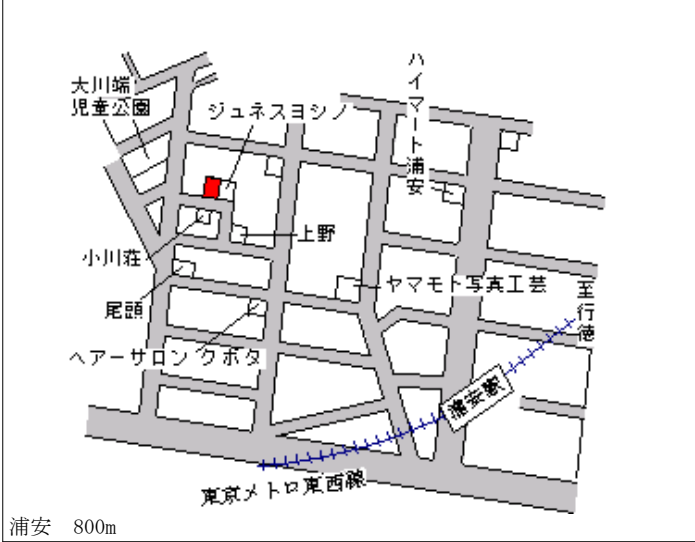 大川端
児童公園
ジュネスヨシノ
ハイマート浦安
上野
小川荘
尾頭
ヤマモト写真工芸
至行徳
ヘアーサロン クボタ
浦安駅
東京メトロ東西線
浦安 800m